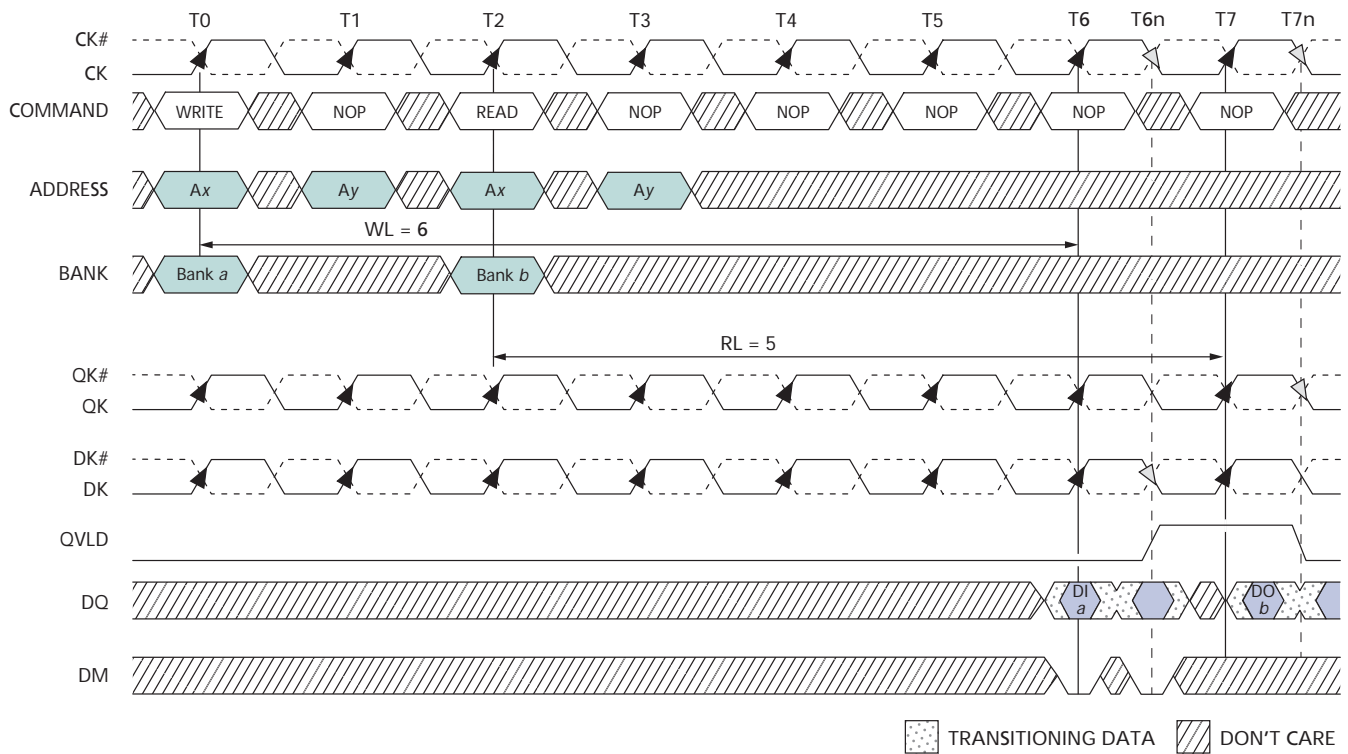 T0 T1 T2 T3 T4 T5 T6 T6n T7 T7n
CK#
CK
COMMAND WRITE NOP READ NOP NOP NOP NOP NOP
ADDRESS Ax Ay Ax Ay
WL = 6
BANK Bank a Bank b
RL = 5
QK#
QK
DK#
DK
QVLD
DQ DI a DO b
DM
TRANSITIONING DATA DON'T CARE